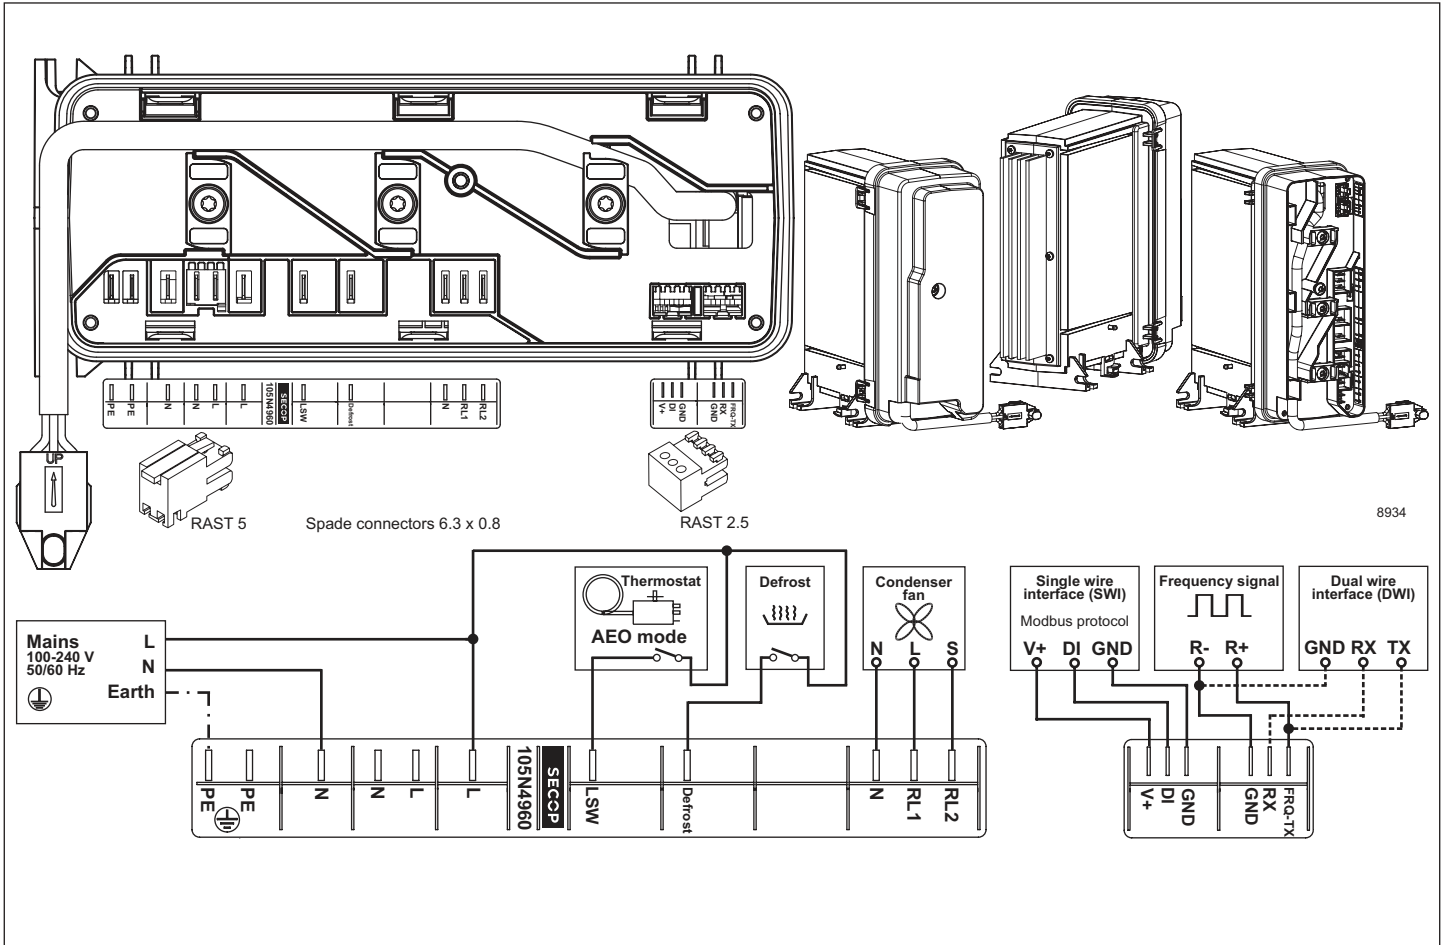 PE
PE
N
N
L
L
105N4960
SECOP
LSW
Defrost
N
RL1
RL2
V+
DI
GND
GND
RX
FRQ-TX
UP
RAST 5
Spade connectors 6.3 x 0.8
RAST 2.5
8934
Mains
100-240 V
50/60 Hz
L
N
Earth
Thermostat
AEO mode
Defrost
Condenser
fan
N L S
Single wire
interface (SWI)
Modbus protocol
V+ DI GND
Frequency signal
R- R+
Dual wire
interface (DWI)
GND RX TX
PE
PE
N
N
L
L
105N4960
SECOP
LSW
Defrost
N
RL1
RL2
V+
DI
GND
GND
RX
FRQ-TX